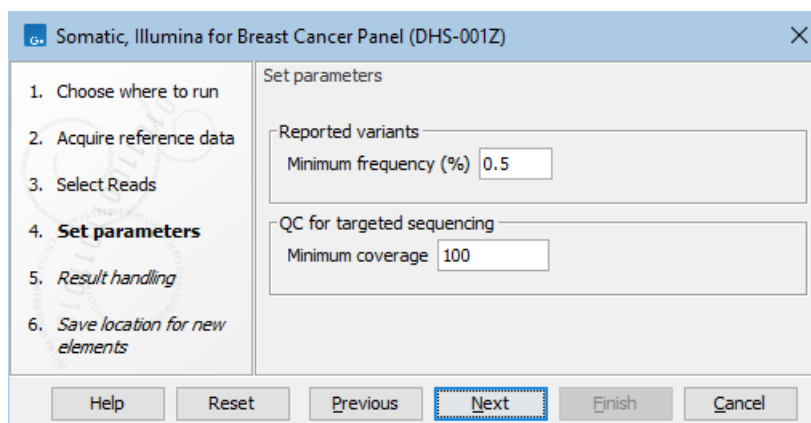 Somatic, Illumina for Breast Cancer Panel (DHS-001Z)
1. Choose where to run
2. Acquire reference data
3. Select Reads
4. Set parameters
5. Result handling
6. Save location for new
elements
Set parameters
Reported variants
Minimum frequency (%) 0.5
QC for targeted sequencing
Minimum coverage 100
Help Reset Previous Next Finish Cancel